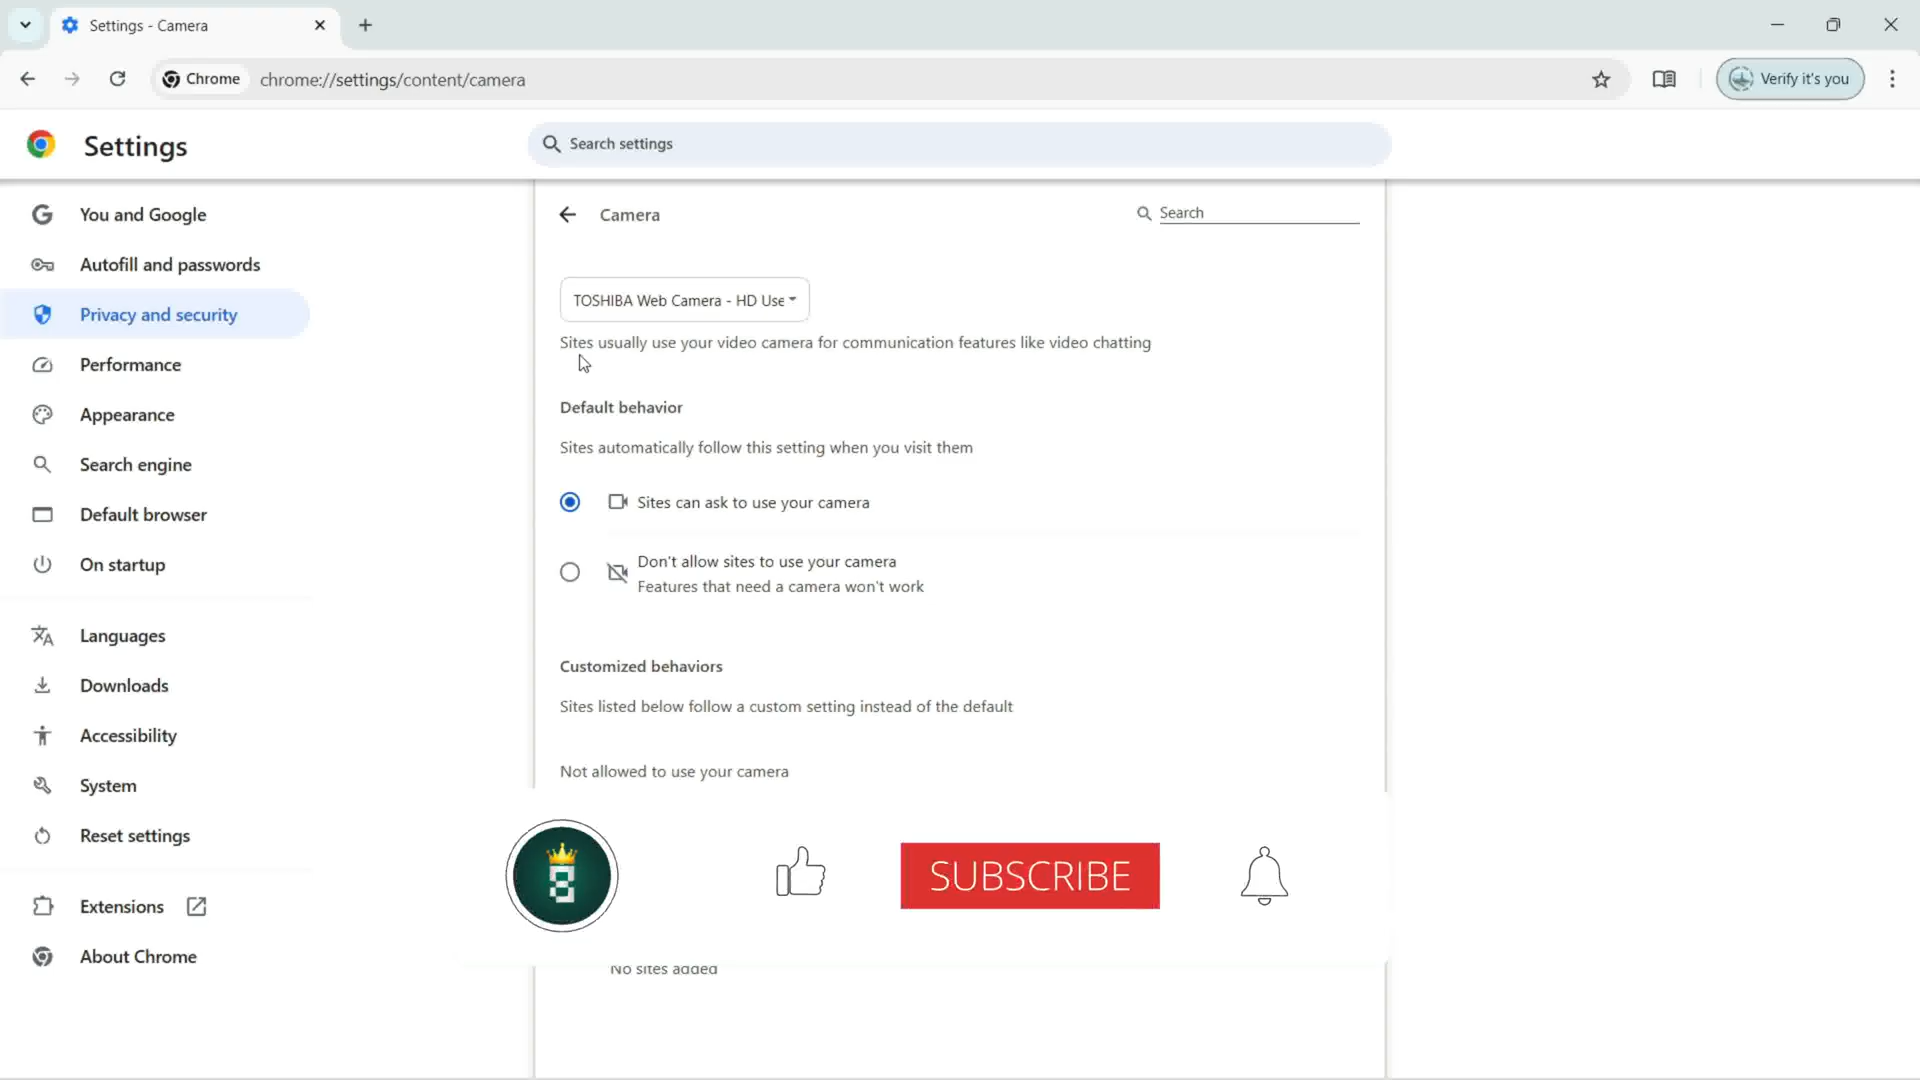 Settings - Camera
Chrome
chrome://settings/content/camera
Verify it's you
Settings
Search settings
You and Google
Autofill and passwords
Privacy and security
Performance
Appearance
Search engine
Default browser
On startup
Languages
Downloads
Accessibility
System
Reset settings
Extensions
About Chrome
Camera
Search
TOSHIBA Web Camera - HD Use
Sites usually use your video camera for communication features like video chatting
Default behavior
Sites automatically follow this setting when you visit them
Sites can ask to use your camera
Don't allow sites to use your camera
Features that need a camera won't work
Customized behaviors
Sites listed below follow a custom setting instead of the default
Not allowed to use your camera
SUBSCRIBE
No sites added